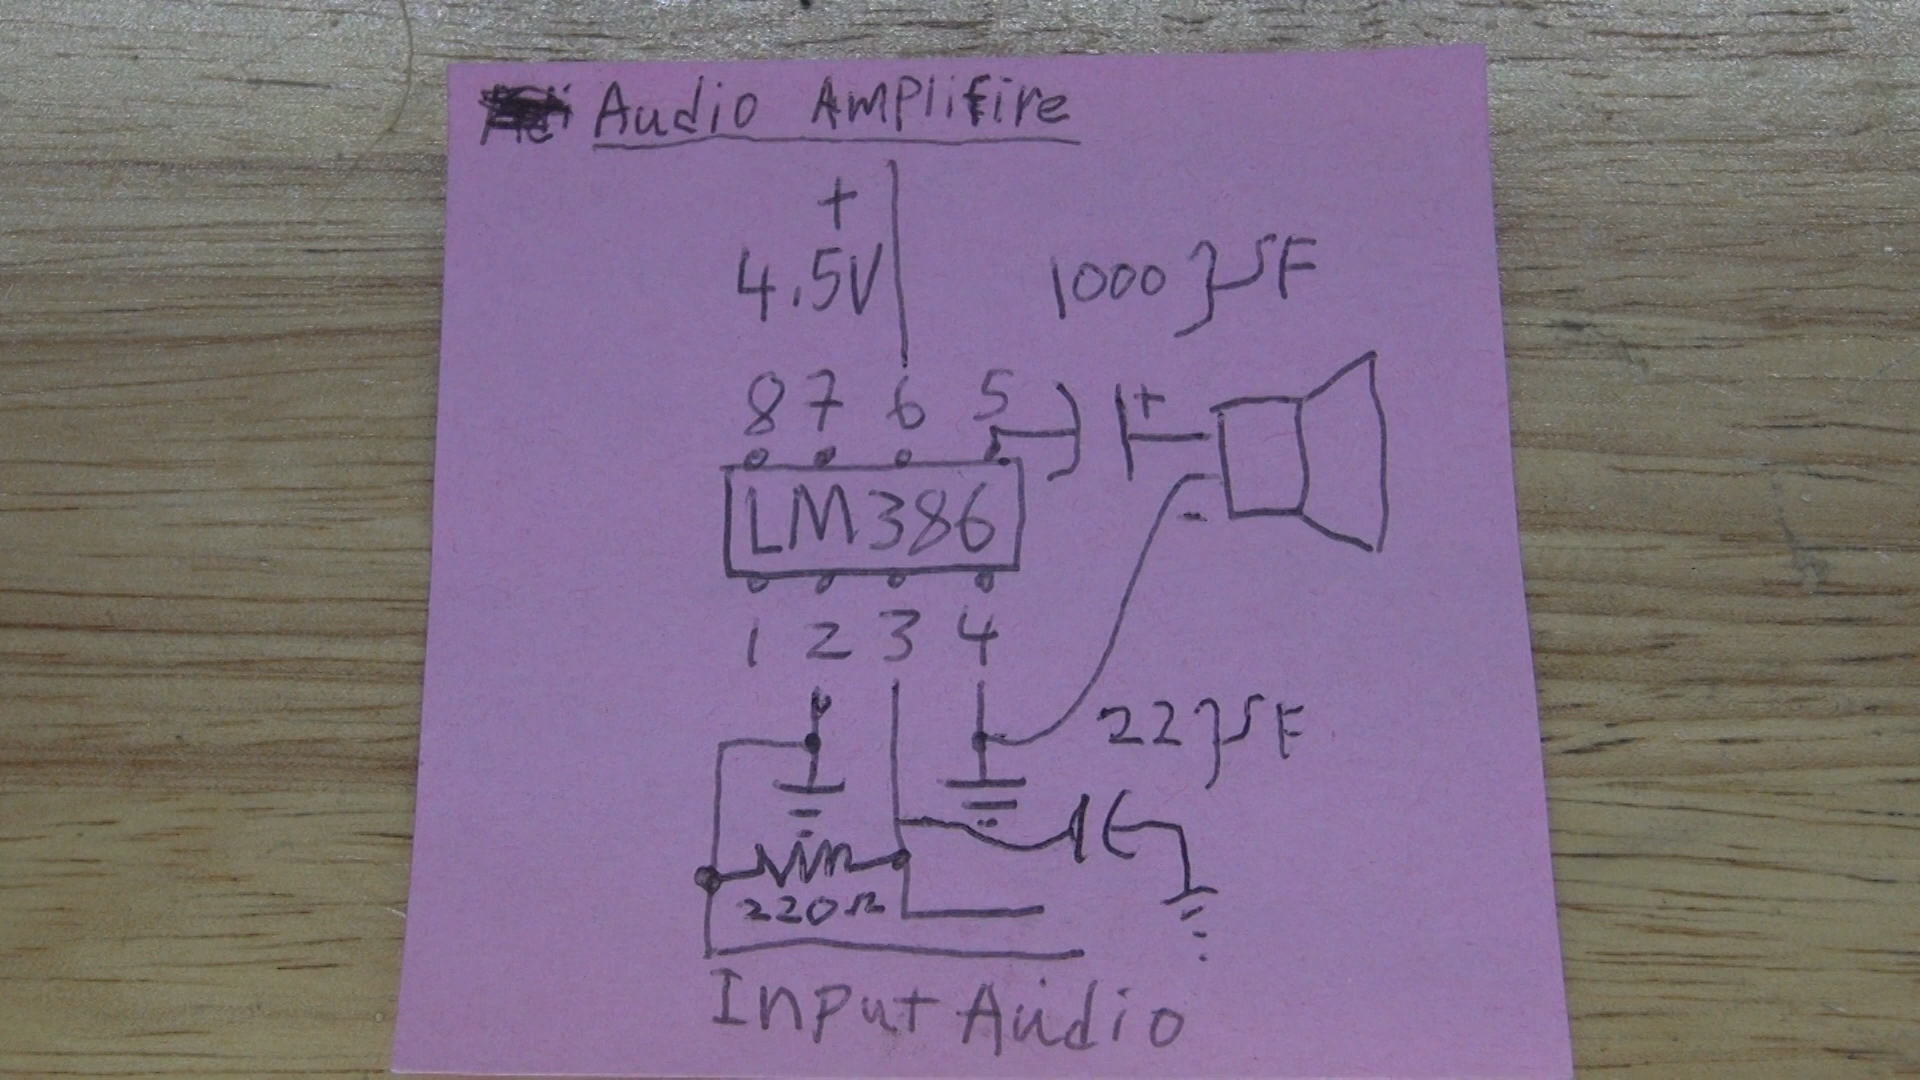 Audio Amplifire
+
4.5V
1000 μF
8 7 6 5
+
LM386
-
1 2 3 4
22 μF
220Ω
Input Audio